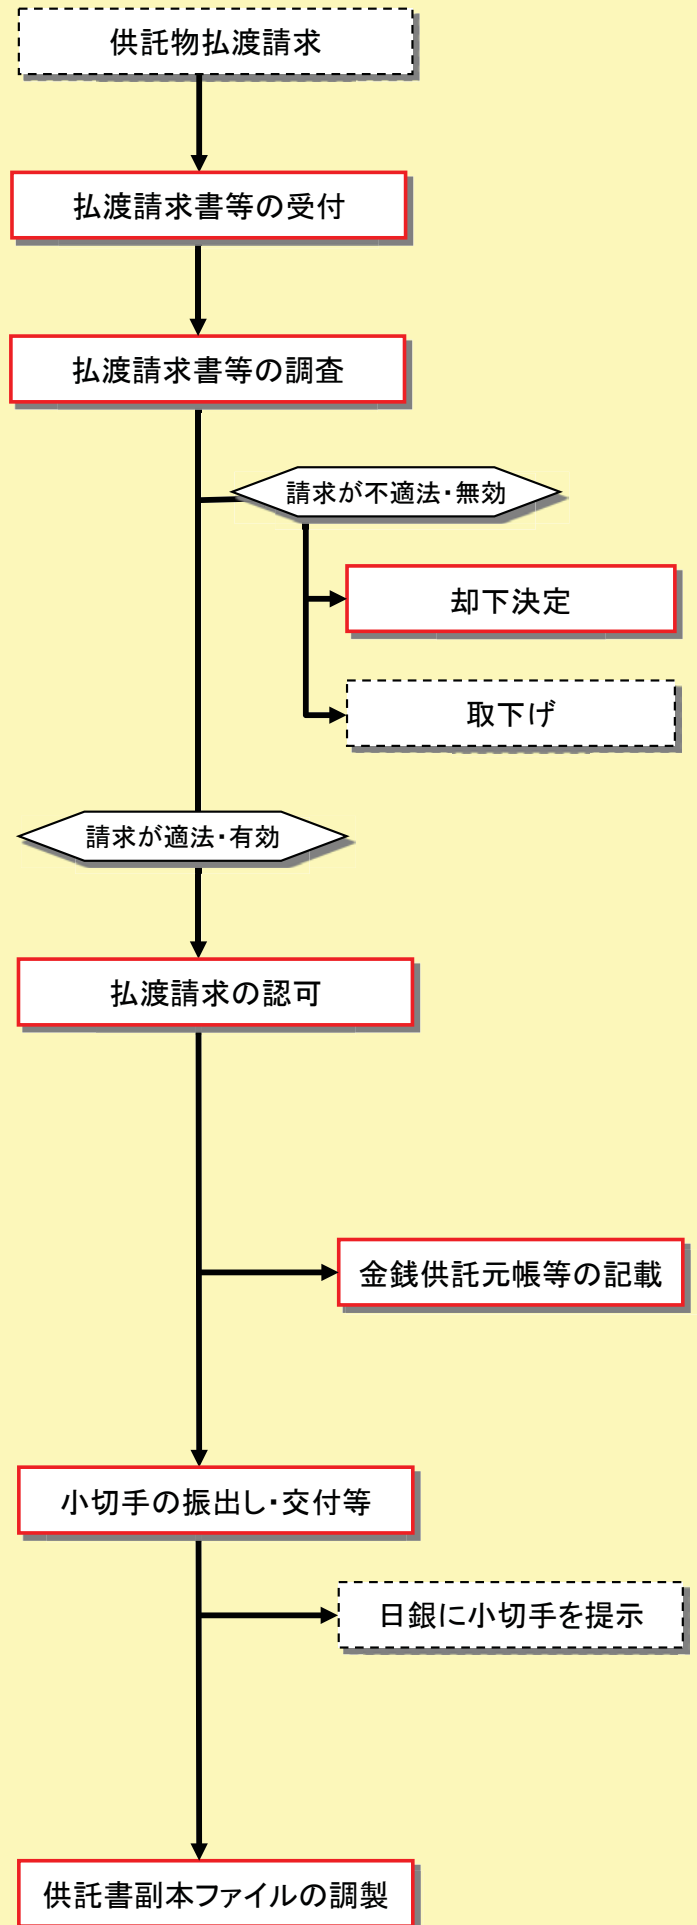 供託物払渡請求
払渡請求書等の受付
払渡請求書等の調査
請求が不適法・無効
却下決定
取下げ
請求が適法・有効
払渡請求の認可
金銭供託元帳等の記載
小切手の振出し・交付等
日銀に小切手を提示
供託書副本ファイルの調製